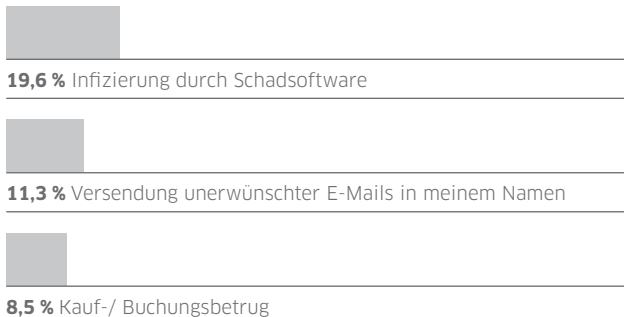 19,6 % Infizierung durch Schadsoftware
11,3 % Versendung unerwünschter E-Mails in meinem Namen
8,5 % Kauf-/ Buchungsbetrug